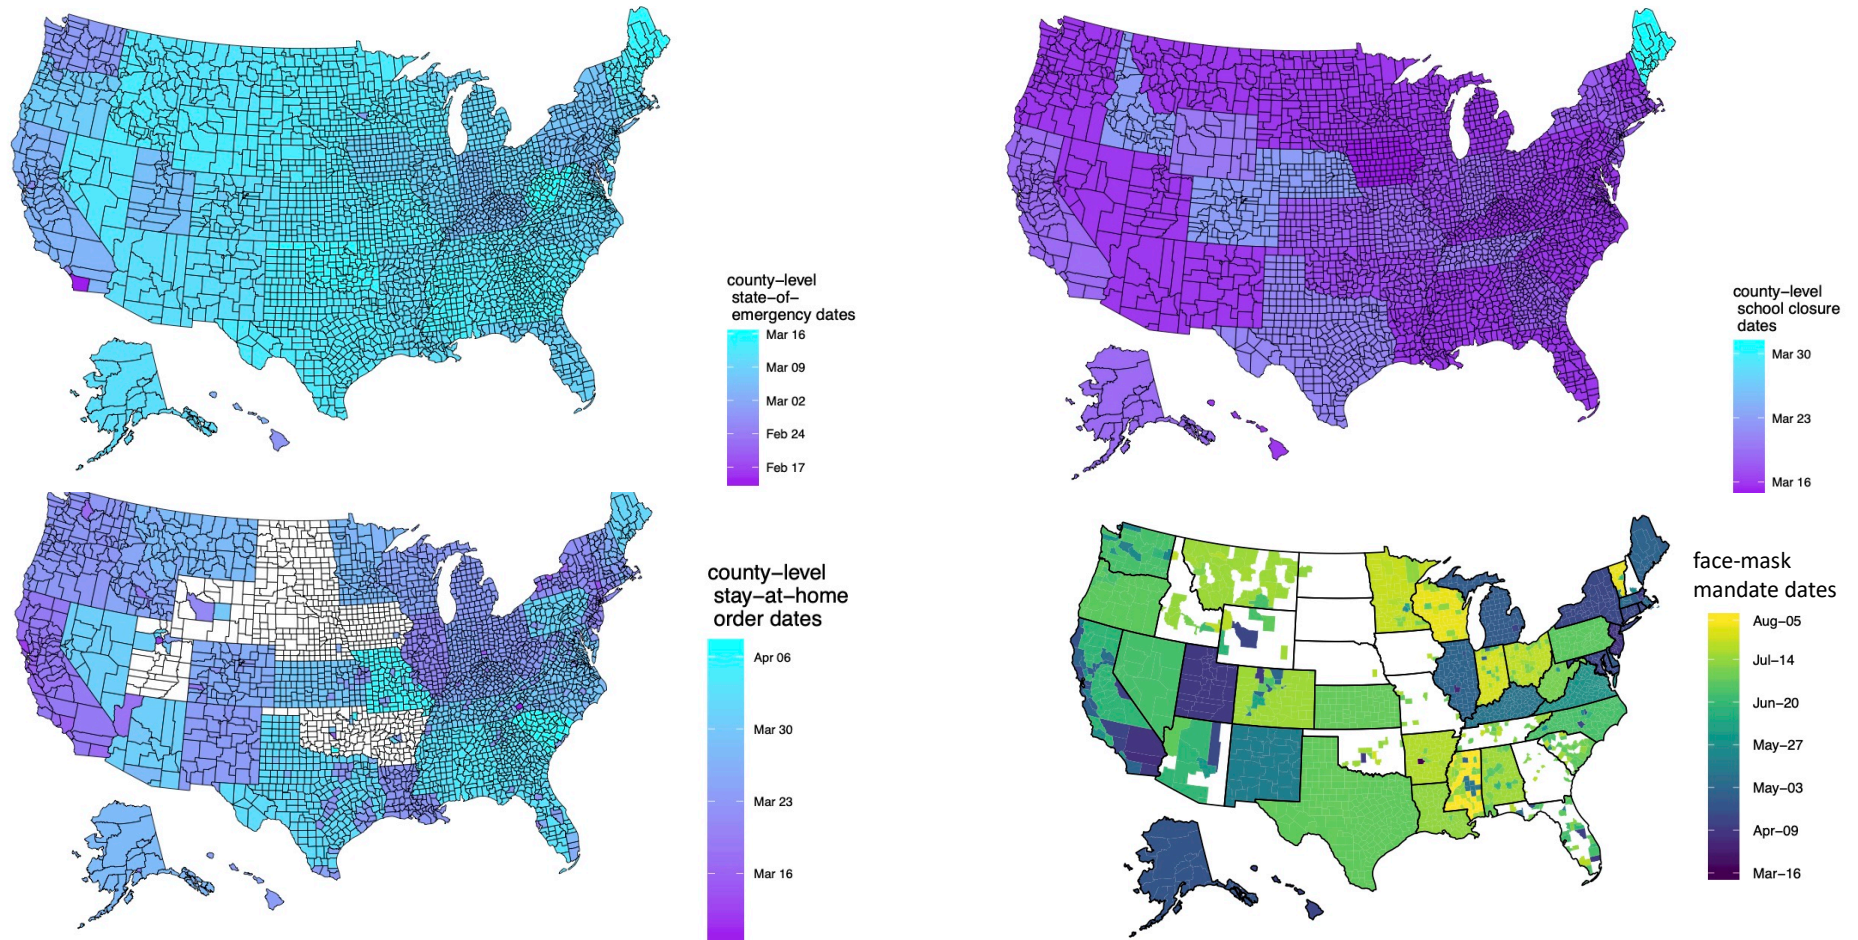 county–level
state–of–
emergency dates
Mar 16
Mar 09
Mar 02
Feb 24
Feb 17
county–level
school closure
dates
Mar 30
Mar 23
Mar 16
county–level
stay–at–home
order dates
Apr 06
Mar 30
Mar 23
Mar 16
face-mask
mandate dates
Aug–05
Jul–14
Jun–20
May–27
May–03
Apr–09
Mar–16